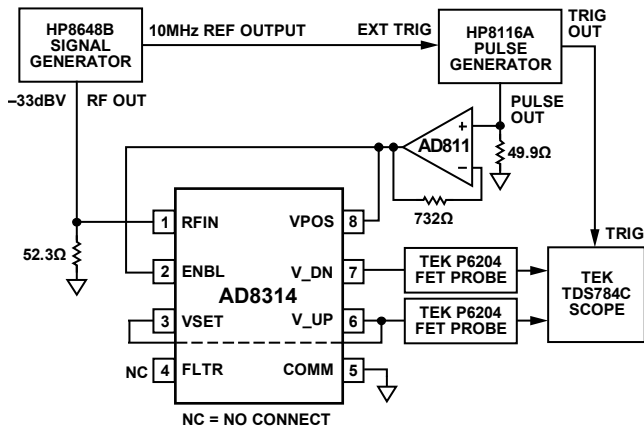 HP8648B
SIGNAL
GENERATOR
10MHz REF OUTPUT
EXT TRIG
HP8116A
PULSE
GENERATOR
TRIG
OUT
–33dBV
RF OUT
PULSE
OUT
+
AD811
–
49.9Ω
732Ω
52.3Ω
1 RFIN
VPOS 8
2 ENBL
V_DN 7
AD8314
3 VSET
V_UP 6
NC 4 FLTR
COMM 5
TEK P6204
FET PROBE
TEK P6204
FET PROBE
TRIG
TEK
TDS784C
SCOPE
NC = NO CONNECT